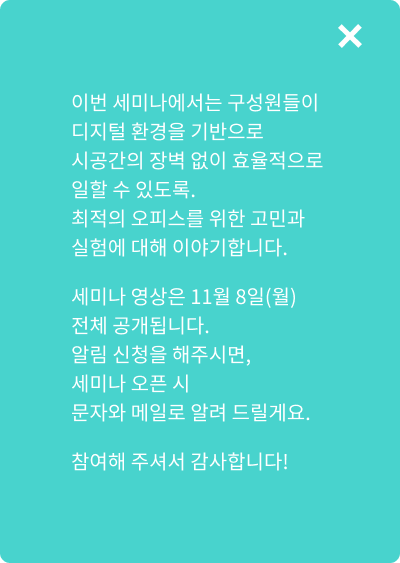 이번 세미나에서는 구성원들이
디지털 환경을 기반으로
시공간의 장벽 없이 효율적으로
일할 수 있도록.
최적의 오피스를 위한 고민과
실험에 대해 이야기합니다.
세미나 영상은 11월 8일(월)
전체 공개됩니다.
알림 신청을 해주시면,
세미나 오픈 시
문자와 메일로 알려 드릴게요.
참여해 주셔서 감사합니다!